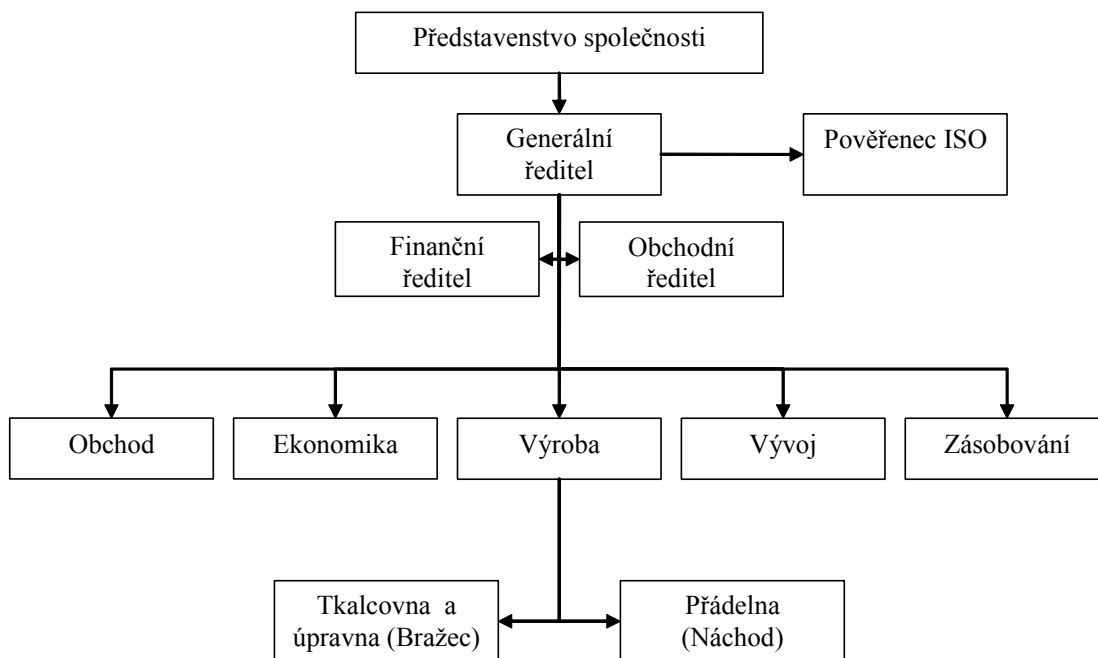 Představenstvo společnosti
Generální
ředitel
Pověřenec ISO
Finanční
ředitel
Obchodní
ředitel
Obchod
Ekonomika
Výroba
Vývoj
Zásobování
Tkalcovna a
úpravna (Bražec)
Přádelna
(Náchod)